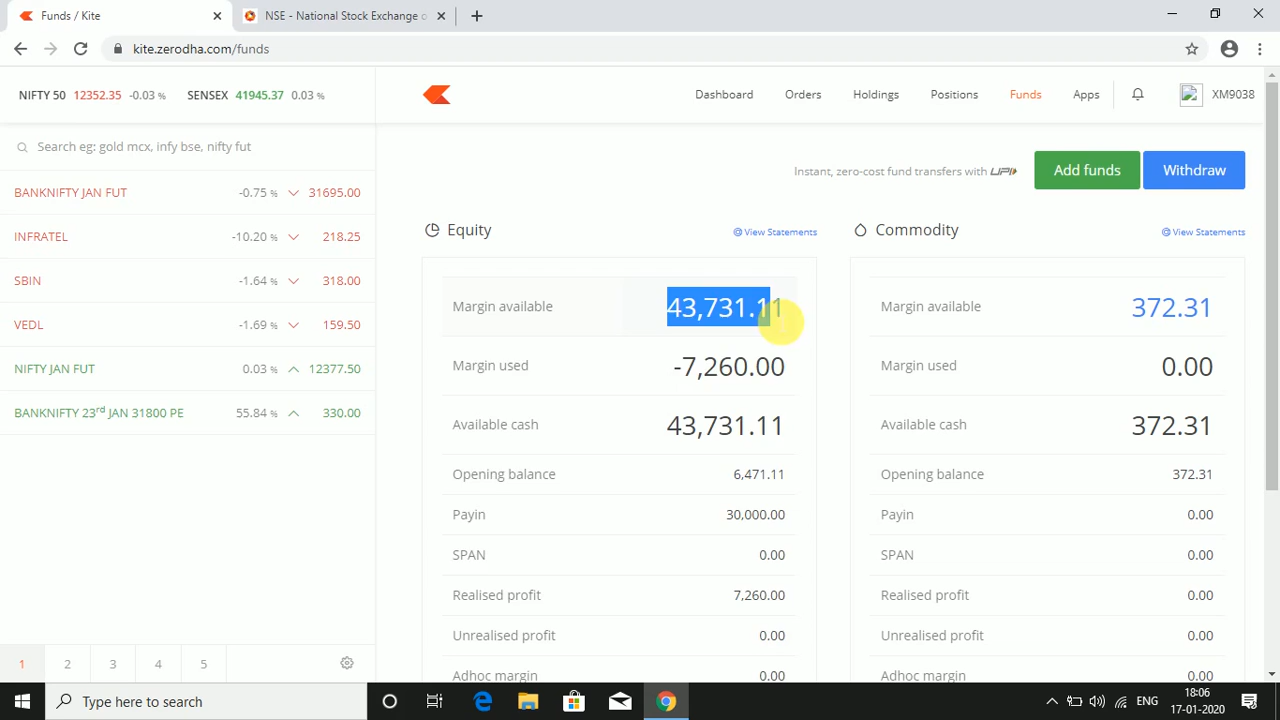 Funds / Kite
NSE - National Stock Exchange o
kite.zerodha.com/funds
NIFTY 50 12352.35 -0.03 % SENSEX 41945.37 0.03 %
Dashboard Orders Holdings Positions Funds Apps XM9038
Search eg: gold mcx, infy bse, nifty fut
BANKNIFTY JAN FUT -0.75 % 31695.00
INFRATEL -10.20 % 218.25
SBIN -1.64 % 318.00
VEDL -1.69 % 159.50
NIFTY JAN FUT 0.03 % 12377.50
BANKNIFTY 23rd JAN 31800 PE 55.84 % 330.00
1 2 3 4 5
Instant, zero-cost fund transfers with UPI Add funds Withdraw
Equity View Statements
Margin available 43,731.11
Margin used -7,260.00
Available cash 43,731.11
Opening balance 6,471.11
Payin 30,000.00
SPAN 0.00
Realised profit 7,260.00
Unrealised profit 0.00
Adhoc margin 0.00
Commodity View Statements
Margin available 372.31
Margin used 0.00
Available cash 372.31
Opening balance 372.31
Payin 0.00
SPAN 0.00
Realised profit 0.00
Unrealised profit 0.00
Adhoc margin 0.00
Type here to search
ENG
18:06
17-01-2020